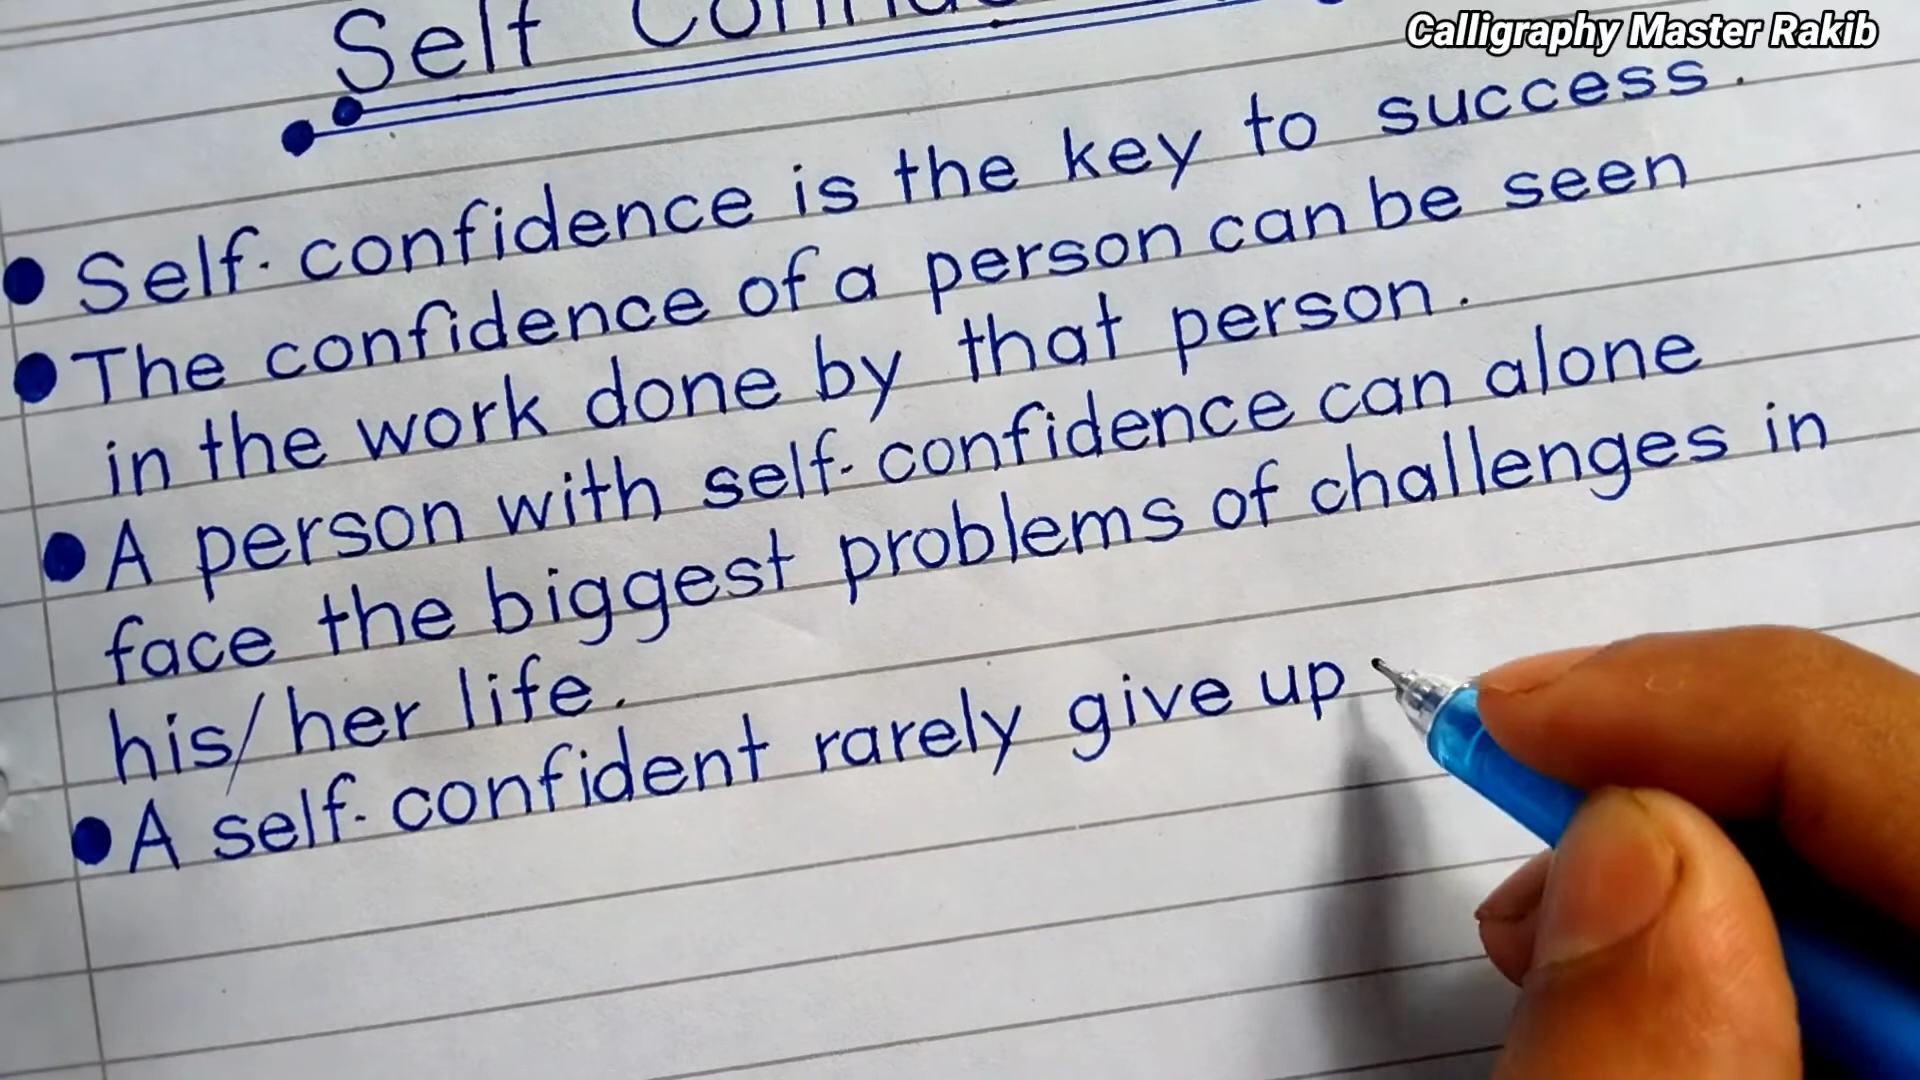 Calligraphy Master Rakib
Self
Self-confidence is the key to success.
The confidence of a person can be seen
in the work done by that person.
A person with self-confidence can alone
face the biggest problems of challenges in
his/her life.
A self-confident rarely give up